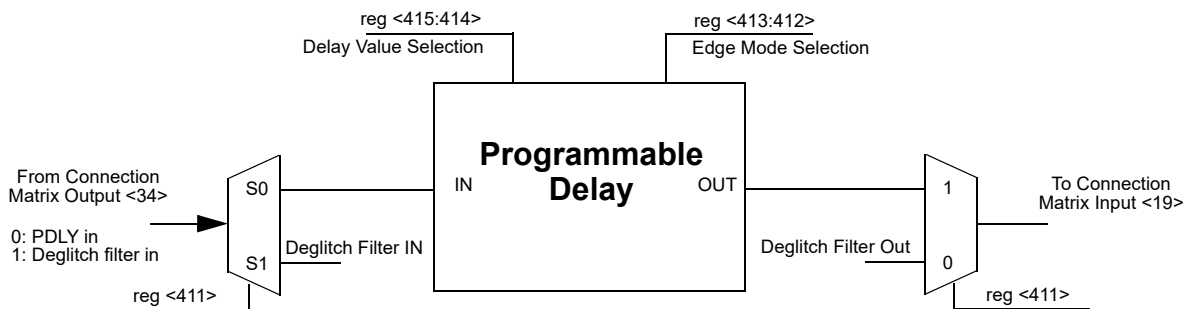 reg <415:414>
Delay Value Selection
reg <413:412>
Edge Mode Selection
Programmable
Delay
From Connection
Matrix Output <34>
0: PDLY in
1: Deglitch filter in
S0
IN
OUT
1
To Connection
Matrix Input <19>
S1
Deglitch Filter IN
Deglitch Filter Out
0
reg <411>
reg <411>